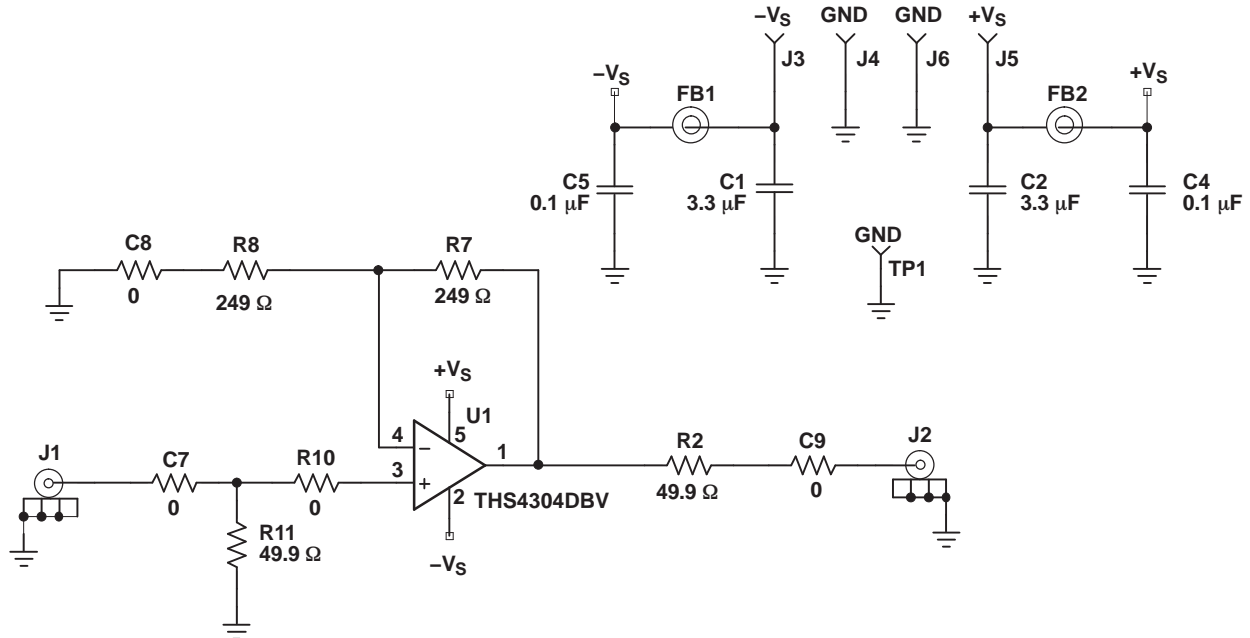 –VS GND GND +VS
J3 J4 J6 J5
–VS FB1 FB2 +VS
C5
0.1 μF
C1
3.3 μF
C2
3.3 μF
C4
0.1 μF
GND
TP1
C8
0
R8
249 Ω
R7
249 Ω
+VS
U1
5
4
–
3
+
1
2
THS4304DBV
–VS
J1
C7
0
R10
0
R11
49.9 Ω
R2
49.9 Ω
C9
0
J2